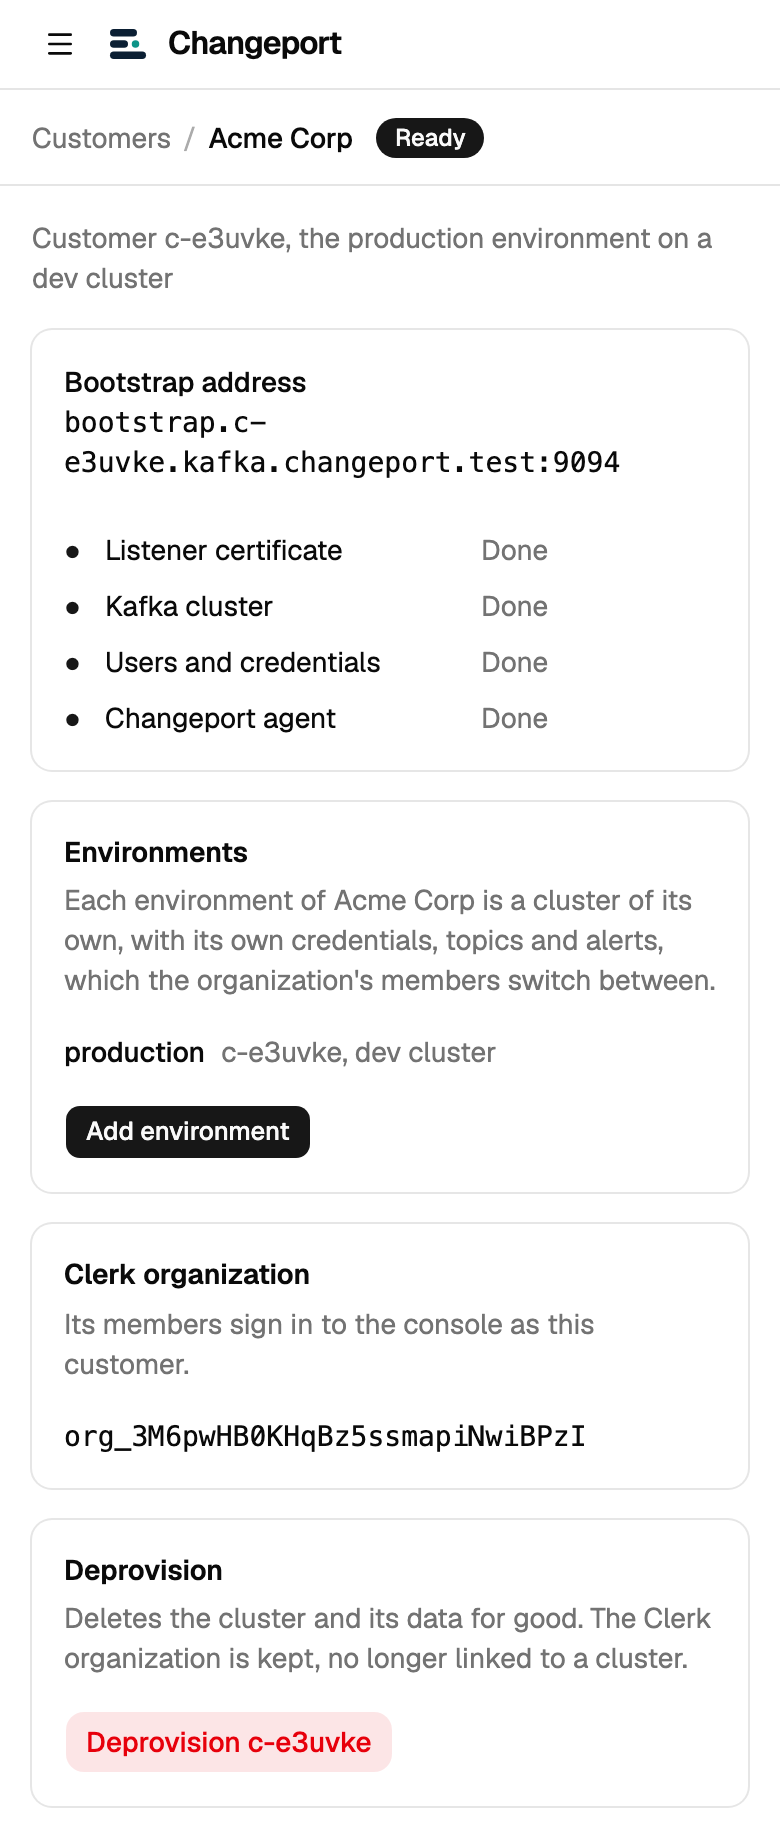 Changeport
Customers / Acme Corp Ready
Customer c-e3uvke, the production environment on a
dev cluster
Bootstrap address
bootstrap.c-
e3uvke.kafka.changeport.test:9094
Listener certificate Done
Kafka cluster Done
Users and credentials Done
Changeport agent Done
Environments
Each environment of Acme Corp is a cluster of its
own, with its own credentials, topics and alerts,
which the organization's members switch between.
production c-e3uvke, dev cluster
Add environment
Clerk organization
Its members sign in to the console as this
customer.
org_3M6pwHB0KHqBz5ssmapiNwiBPzI
Deprovision
Deletes the cluster and its data for good. The Clerk
organization is kept, no longer linked to a cluster.
Deprovision c-e3uvke